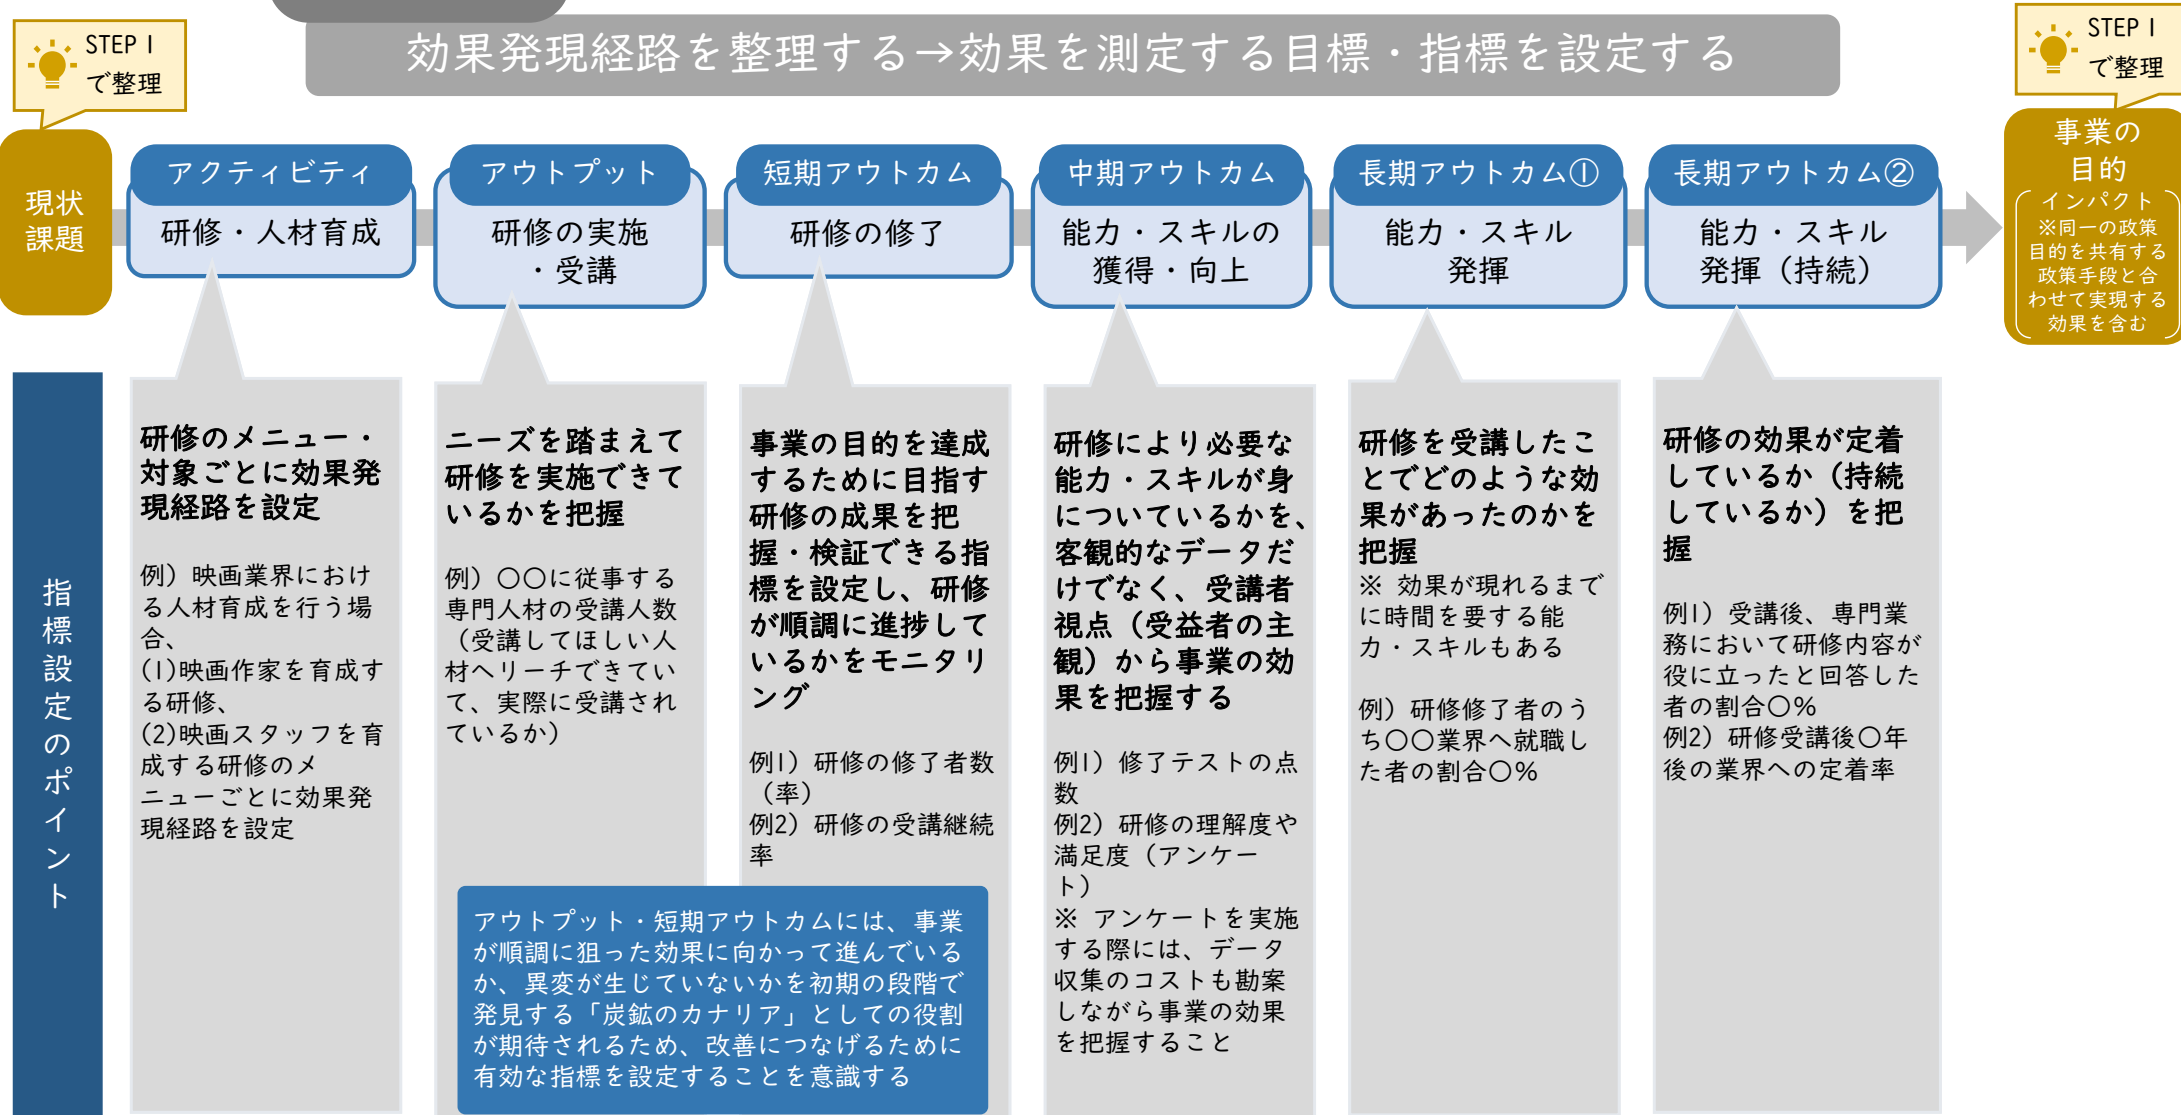 STEP 1
で整理
効果発現経路を整理する→効果を測定する目標・指標を設定する
STEP 1
で整理
現状
課題
アクティビティ
研修・人材育成
アウトプット
研修の実施
・受講
短期アウトカム
研修の修了
中期アウトカム
能力・スキルの
獲得・向上
長期アウトカム①
能力・スキル
発揮
長期アウトカム②
能力・スキル
発揮（持続）
事業の
目的
インパクト
※同一の政策
目的を共有する
政策手段と合
わせて実現する
効果を含む
指標設定のポイント
研修のメニュー・
対象ごとに効果発
現経路を設定
例）映画業界におけ
る人材育成を行う場
合、
(1)映画作家を育成す
る研修、
(2)映画スタッフを育
成する研修のメ
ニューごとに効果発
現経路を設定
ニーズを踏まえて
研修を実施できて
いるかを把握
例）〇〇に従事する
専門人材の受講人数
（受講してほしい人
材へリーチできてい
て、実際に受講され
ているか）
事業の目的を達成
するために目指す
研修の成果を把
握・検証できる指
標を設定し、研修
が順調に進捗して
いるかをモニタリ
ング
例1）研修の修了者数
（率）
例2）研修の受講継続
率
アウトプット・短期アウトカムには、事業
が順調に狙った効果に向かって進んでいる
か、異変が生じていないかを初期の段階で
発見する「炭鉱のカナリア」としての役割
が期待されるため、改善につなげるために
有効な指標を設定することを意識する
研修により必要な
能力・スキルが身
についているかを、
客観的なデータだ
けでなく、受講者
視点（受益者の主
観）から事業の効
果を把握する
例1）修了テストの点
数
例2）研修の理解度や
満足度（アンケー
ト）
※ アンケートを実施
する際には、データ
収集のコストも勘案
しながら事業の効果
を把握すること
研修を受講したこ
とでどのような効
果があったのかを
把握
※ 効果が現れるまで
に時間を要する能
力・スキルもある
例）研修修了者のう
ち〇〇業界へ就職し
た者の割合〇%
研修の効果が定着
しているか（持続
しているか）を把
握
例1）受講後、専門業
務において研修内容が
役に立ったと回答した
者の割合〇%
例2）研修受講後〇年
後の業界への定着率